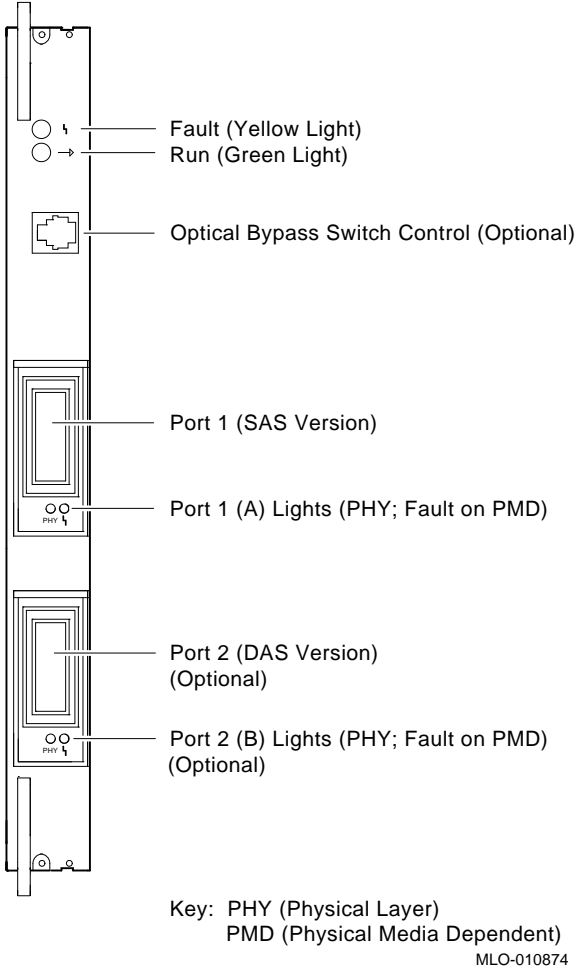 Fault (Yellow Light)
Run (Green Light)
Optical Bypass Switch Control (Optional)
Port 1 (SAS Version)
Port 1 (A) Lights (PHY; Fault on PMD)
PHY
Port 2 (DAS Version)
(Optional)
Port 2 (B) Lights (PHY; Fault on PMD)
(Optional)
PHY
Key: PHY (Physical Layer)
PMD (Physical Media Dependent)
MLO-010874